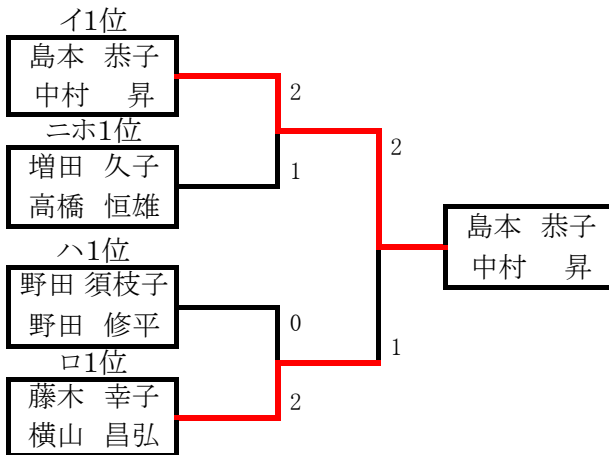 イ1位
島本 恭子
中村 昇
2
ニホ1位
増田 久子
高橋 恒雄
1
2
島本 恭子
中村 昇
ハ1位
野田 須枝子
野田 修平
0
1
ロ1位
藤木 幸子
横山 昌弘
2